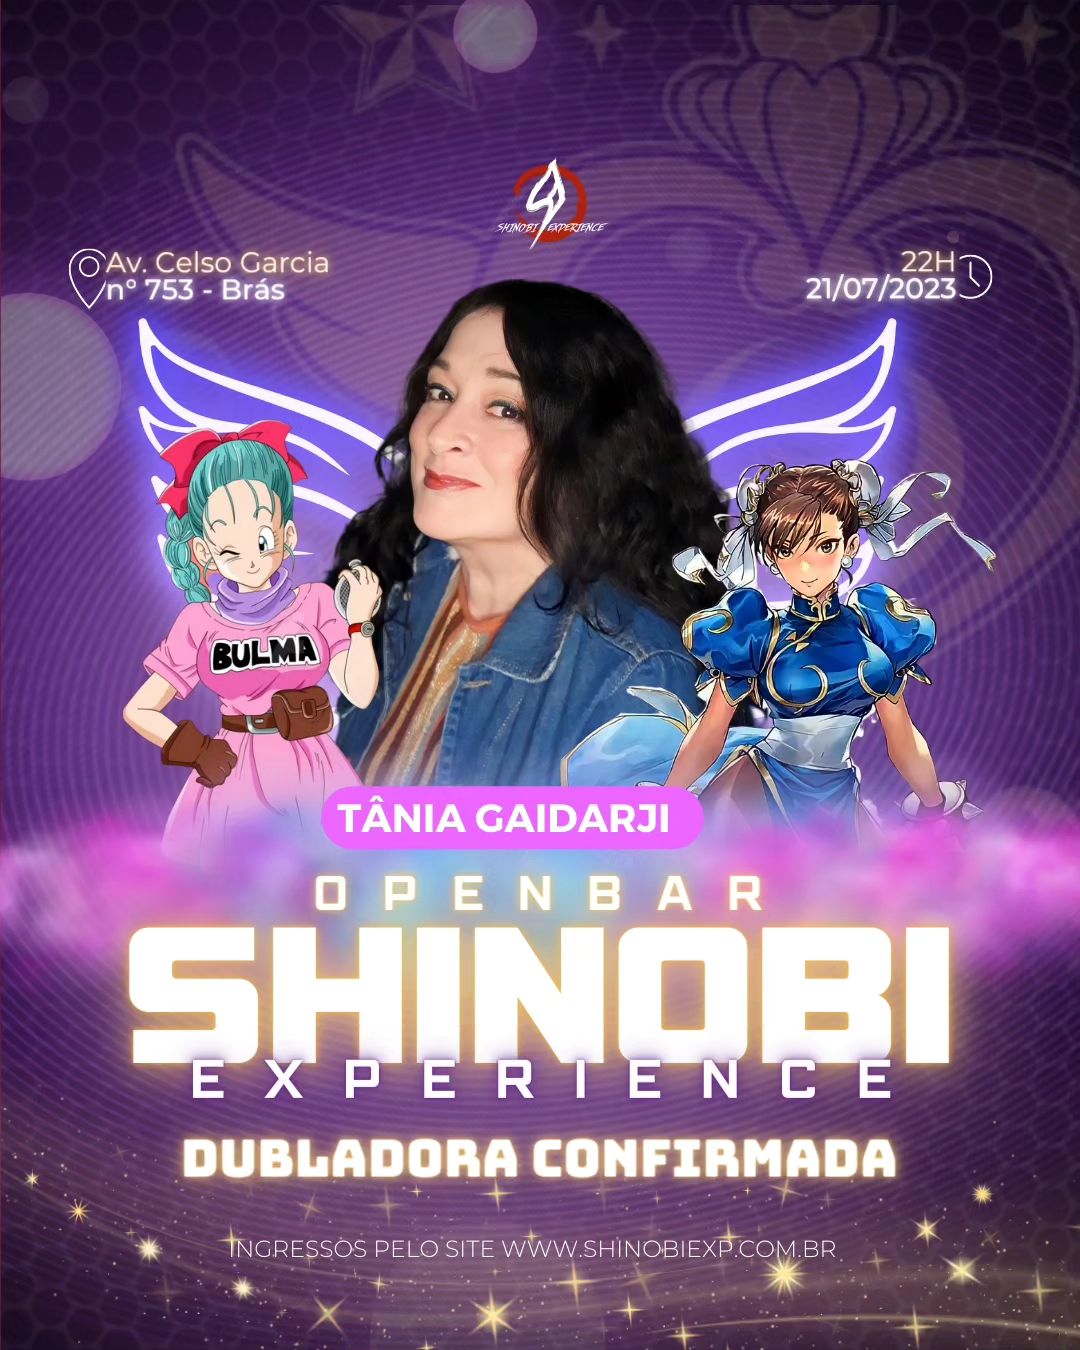 SHINOBI EXPERIENCE
Av. Celso Garcia
nº 753 - Brás
22H
21/07/2023
BULMA
TÂNIA GAIDARJI
OPENBAR
SHINOBI
EXPERIENCE
DUBLADORA CONFIRMADA
INGRESSOS PELO SITE WWW.SHINOBIEXP.COM.BR